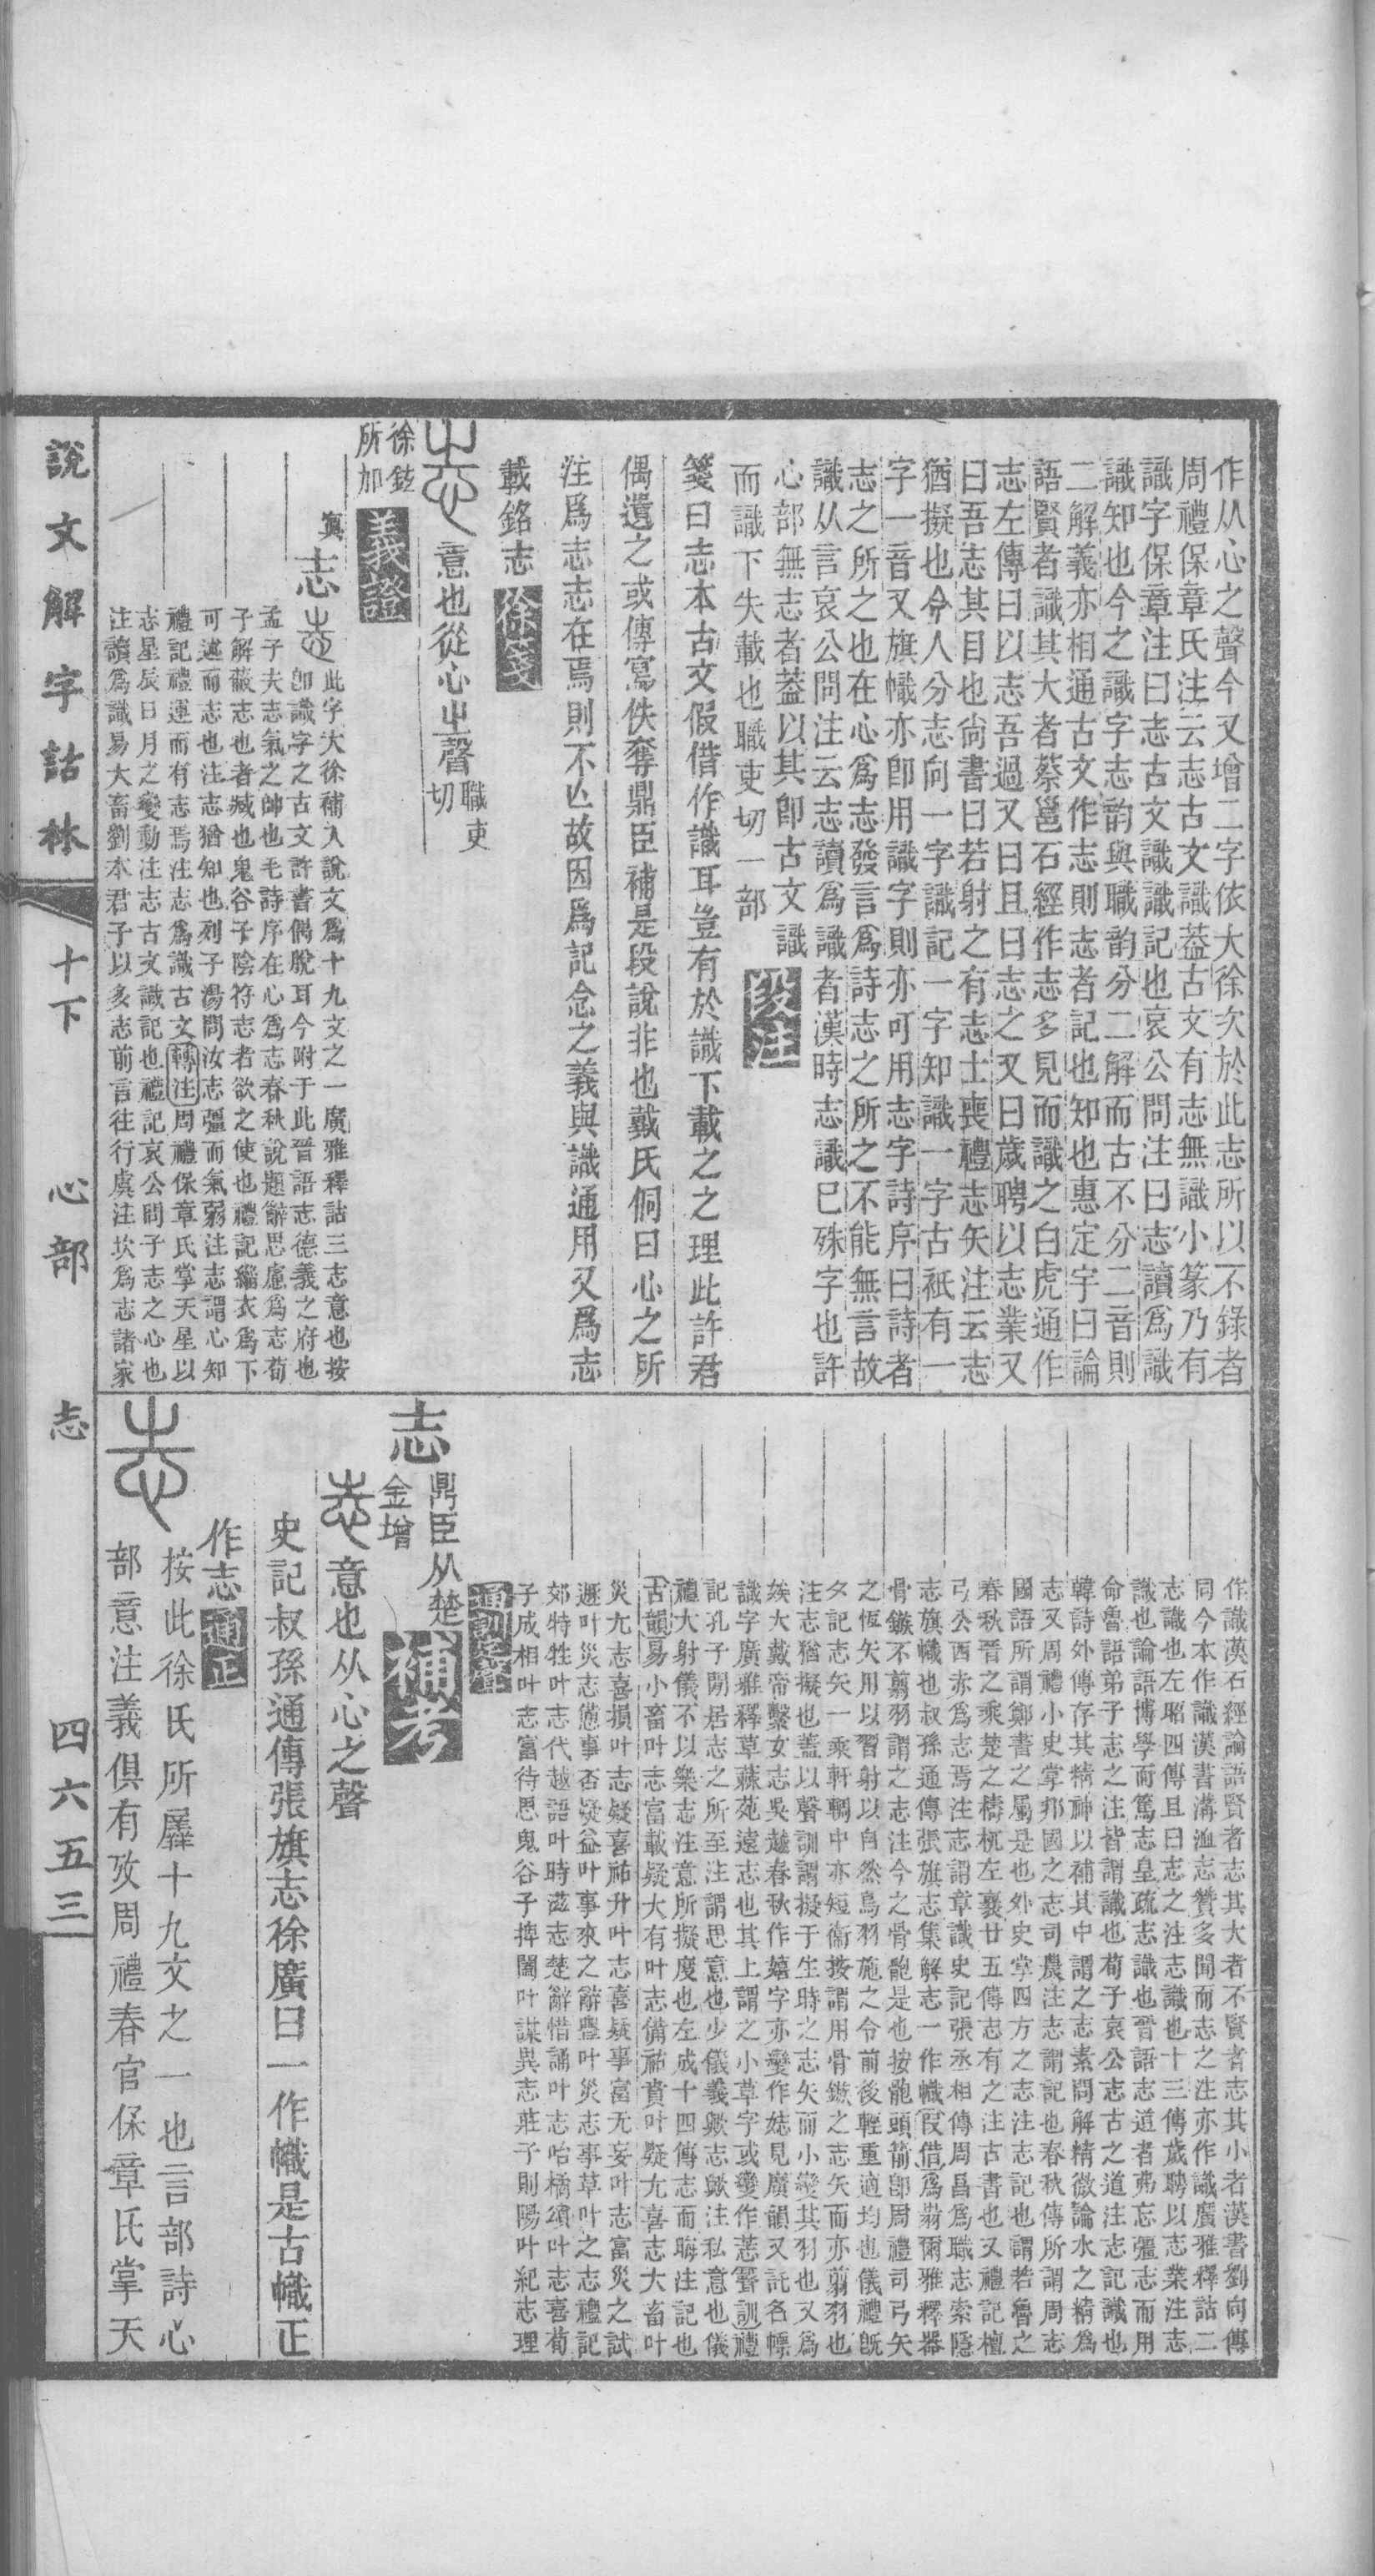 作从心之聲今又增二字依大徐次於此志所以不錄者
周禮保章氏注云志古文識葢古文有志無識小篆乃有
識字保章注曰志古文識識記也哀公問注曰志讀爲識
識知也今之識字志韵與職韵分二解而古不分二音則
二解義亦相通古文作志則志者記也知也惠定宇曰論
語賢者識其大者蔡邕石經作志多見而識之白虎通作
志左傳曰以志吾過又曰且曰志之又曰歲聘以志業又
曰吾志其目也尙書曰若射之有志士喪禮志矢注云志
猶擬也今人分志向一字識記一字知識一字古衹有一
字一音又旗幟亦卽用識字則亦可用志字詩序曰詩者
志之所之也在心爲志發言爲詩志之所之不能無言故
識从言哀公問注云志讀爲識者漢時志識已殊字也許
心部無志者葢以其卽古文識
而識下失載也職吏切一部
段注
箋曰志本古文假借作識耳豈有於識下載之之理此許君
偶遺之或傳寫佚奪鼎臣補是段說非也戴氏侗曰心之所
注爲志志在焉則不亾故因爲記念之義與識通用又爲志
載銘志
徐箋
志 意也從心㞢聲 職吏切
徐鉉所加
義證
志 此字大徐補入說文爲十九文之一廣雅釋詁三志意也按
卽識字之古文許書偶脫耳今附于此晉語志德義之府也
孟子夫志氣之帥也毛詩序在心爲志春秋說題辭思慮爲志荀
子解蔽志也者臧也鬼谷子陰符志者欲之使也禮記緇衣爲下
可述而志也注志猶知也列子湯問汝志彊而氣弱注志謂心知
禮記禮運而有志焉注志爲識古文轉注周禮保章氏掌天星以
志星辰日月之變動注志古文識記也禮記哀公問子志之心也
注讀爲識易大畜劉本君子以多志前言往行虞注坎爲志諸家
作識漢石經論語賢者志其大者不賢者志其小者漢書劉向傳
同今本作識漢書溝洫志贊多聞而志之注亦作識廣雅釋詁二
志識也左昭四傳且曰志之注志識也十三傳歲聘以志業注志
識也論語博學而篤志皇疏志識也晉語志道者弗忘彊志而用
命魯語弟子志之注皆謂識也荀子哀公志古之道注志記識也
韓詩外傳存其精神以補其中謂之志素問解精微論水之精爲
志又周禮小史掌邦國之志司農注志謂記也春秋傳所謂周志
國語所謂鄭書之屬是也外史掌四方之志注志記也謂若魯之
春秋晉之乘楚之檮杌左襄廿五傳志有之注古書也又禮記檀
弓公西赤爲志焉注志謂章識史記張丞相傳周昌爲職志索隱
志旗幟也叔孫通傳張旗志集解志一作幟假借爲䈕爾雅釋器
骨鏃不翦羽謂之志注今之骨骲是也按骲頭箭卽周禮司弓矢
之恆矢用以習射以自然鳥羽施之令前後輕重適均也儀禮既
夕記志矢一乘軒輖中亦短衞按謂用骨鏃之志矢而亦翦羽也
注志猶擬也蓋以聲訓謂擬于生時之志矢而小變其羽也又爲
娭大戴帝繫女志吳越春秋作嬉字亦變作娡見廣韻又託名幖
識字廣雅釋草蕀苑遠志也其上謂之小草字或變作䓌聲訓禮
記孔子閒居志之所至注謂思意也少儀義歟志歟注私意也儀
禮大射儀不以樂志注意所擬度也左成十四傳志而晦注記也
古韻易小畜叶志富載疑大有叶志備祐賁叶疑尤喜志大畜叶
災尤志喜損叶志疑喜祐升叶志喜疑事富无妄叶志富災之試
遯叶災志憊事否疑益叶事來之辭豐叶災志事革叶之志禮記
郊特牲叶志代越語叶時滋志楚辭惜誦叶志咍橘頌叶志喜荀
子成相叶志富待思鬼谷子捭闔叶謀異志莊子則陽叶紀志理
通訓定聲
志 鼎臣从楚金增
補考
志 意也从心之聲
史記叔孫通傳張旗志徐廣曰一作幟是古幟正
作志
通正
志 按此徐氏所羼十九文之一也言部詩心
部意注義俱有攷周禮春官保章氏掌天
說文解字詁林 十下 心部 志 四六五三